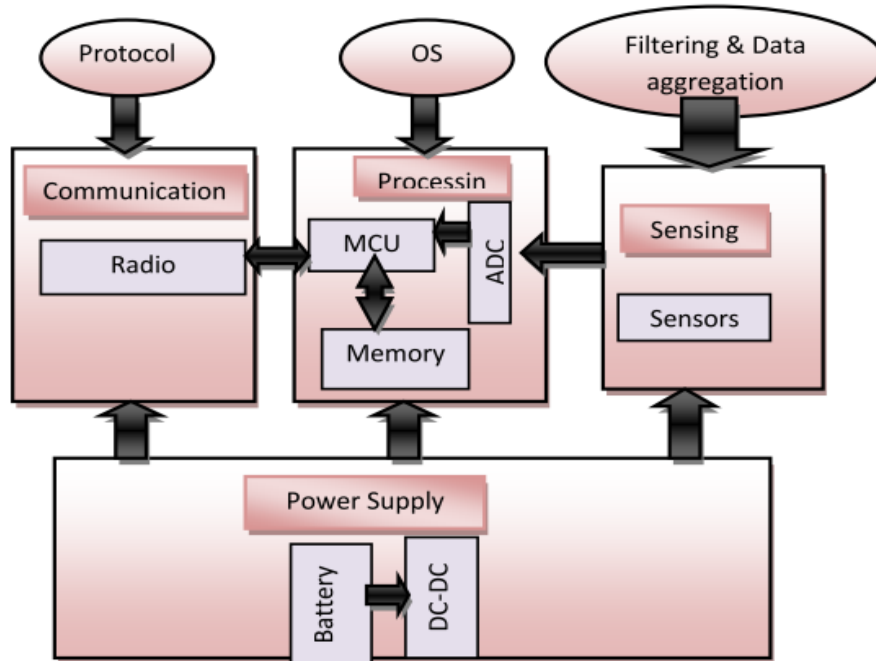 Protocol
OS
Filtering & Data
aggregation
Communication
Radio
Processin
MCU
ADC
Memory
Sensing
Sensors
Power Supply
Battery
DC-DC